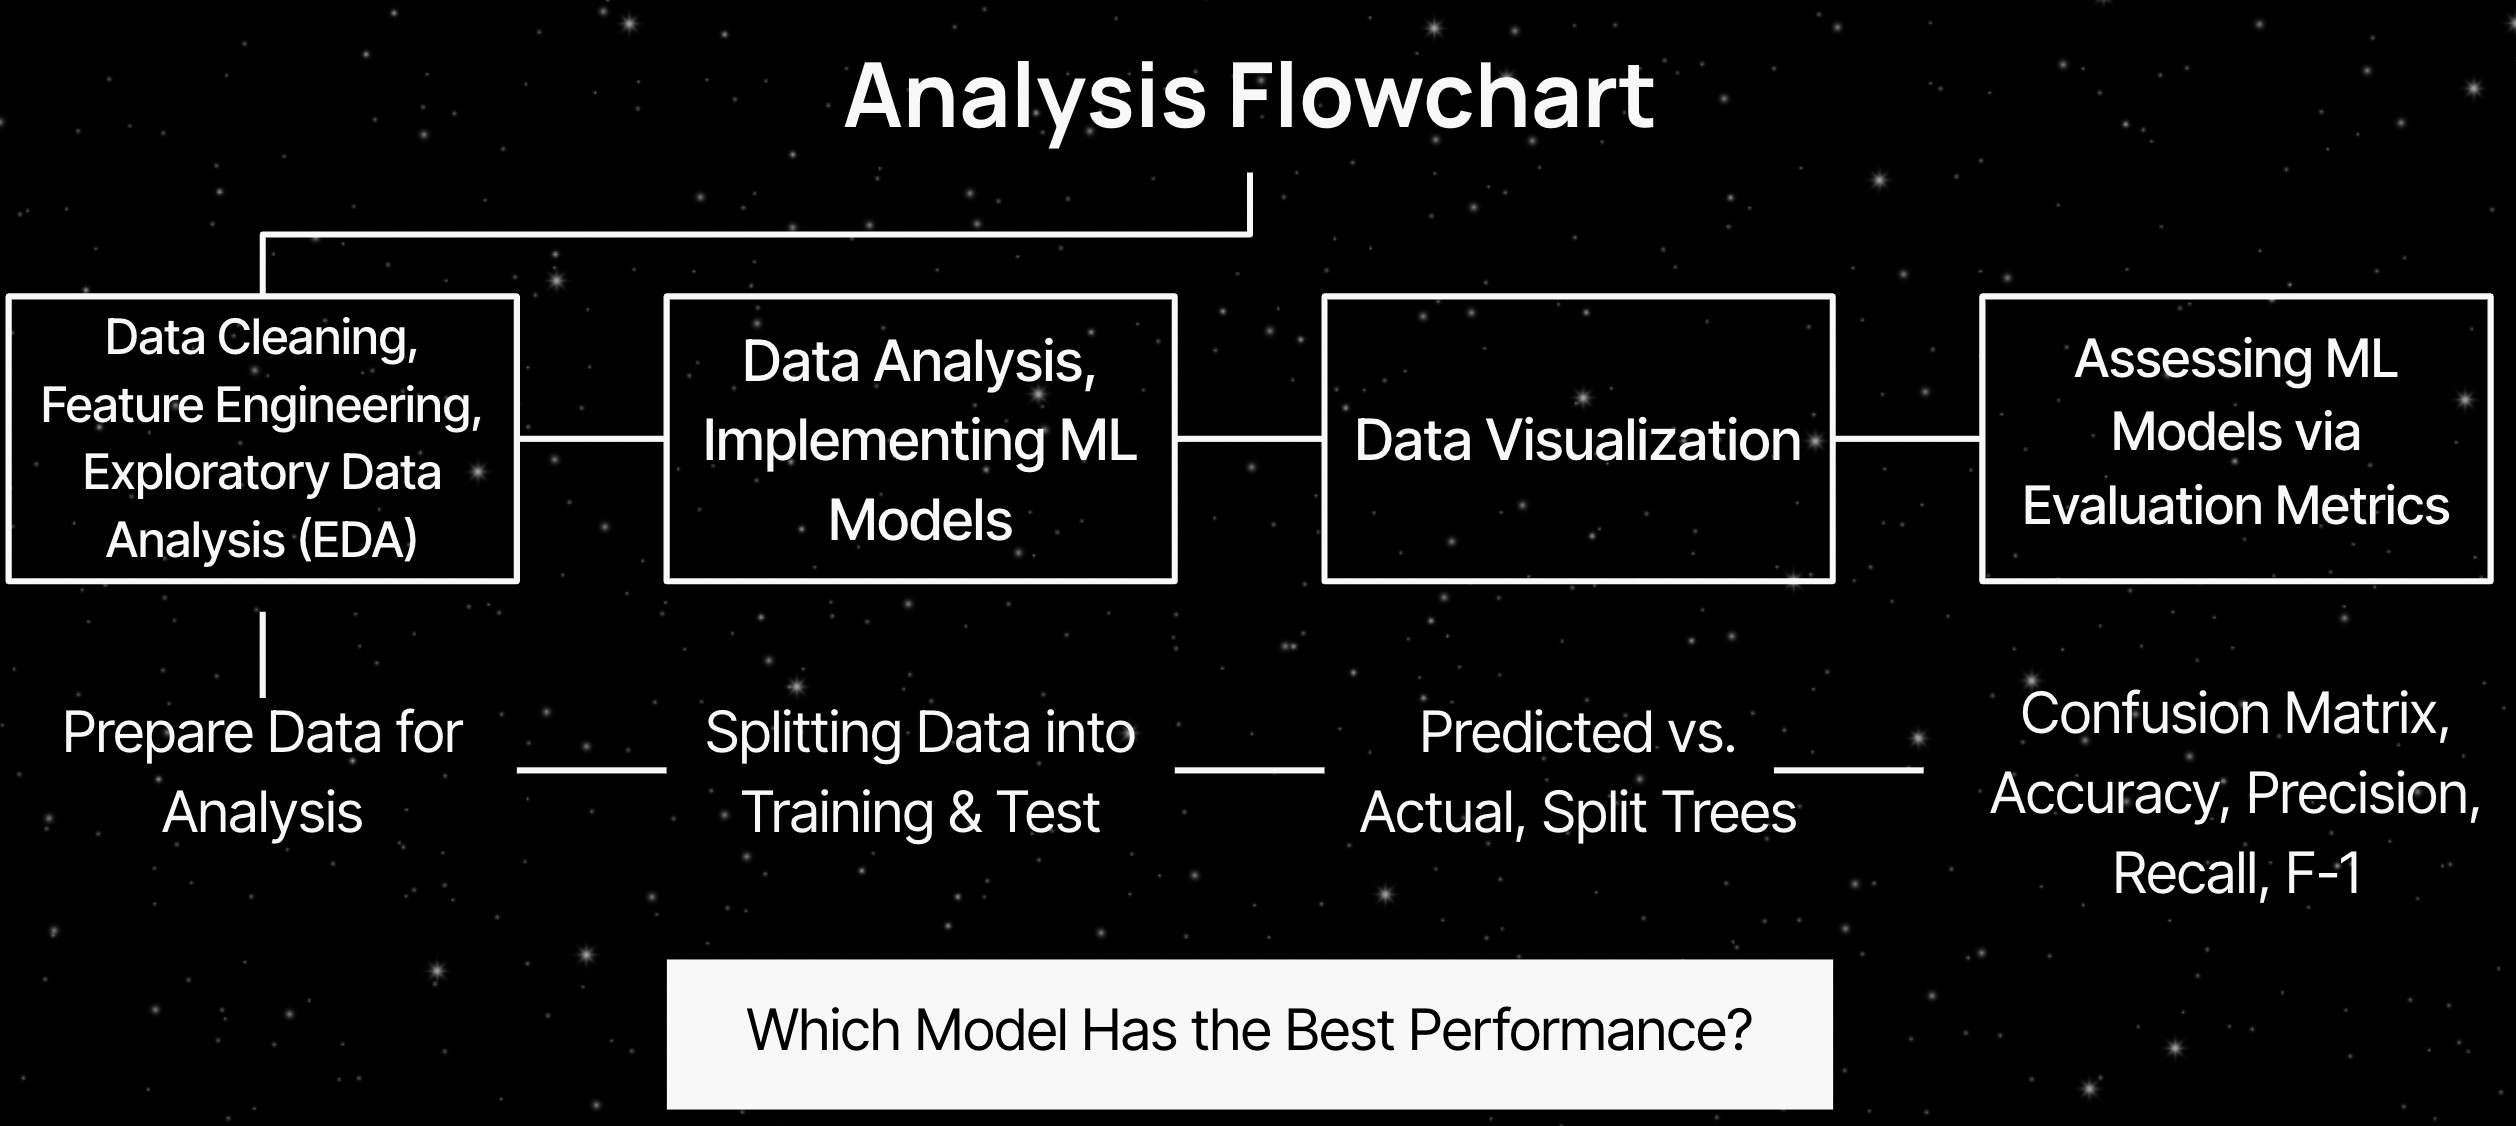 Analysis Flowchart
Data Cleaning,
Feature Engineering,
Exploratory Data
Analysis (EDA)
Data Analysis,
Implementing ML
Models
Data Visualization
Assessing ML
Models via
Evaluation Metrics
Prepare Data for
Analysis
Splitting Data into
Training & Test
Predicted vs.
Actual, Split Trees
Confusion Matrix,
Accuracy, Precision,
Recall, F-1
Which Model Has the Best Performance?